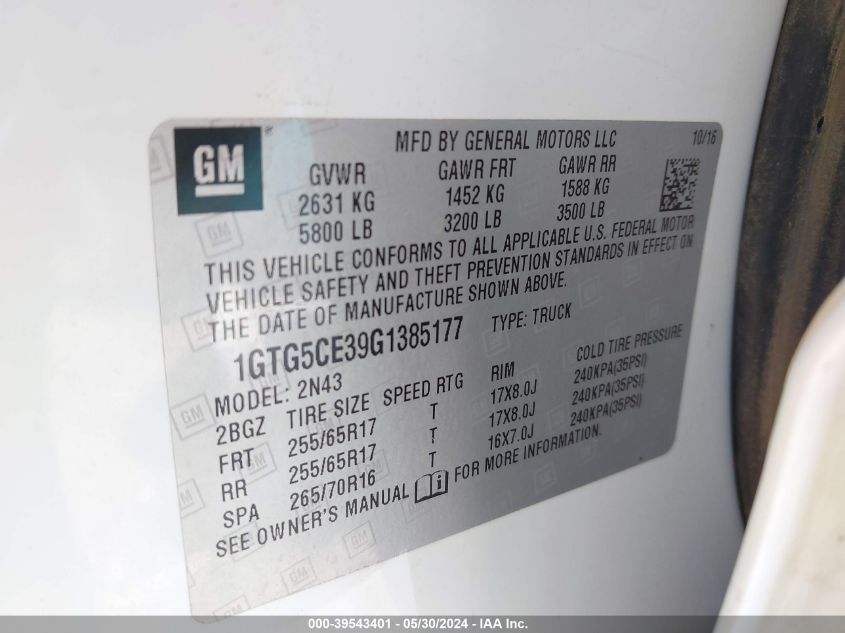 GM
MFD BY GENERAL MOTORS LLC 10/16
GVWR GAWR FRT GAWR RR
2631 KG 1452 KG 1588 KG
5800 LB 3200 LB 3500 LB
THIS VEHICLE CONFORMS TO ALL APPLICABLE U.S. FEDERAL MOTOR
VEHICLE SAFETY AND THEFT PREVENTION STANDARDS IN EFFECT ON
THE DATE OF MANUFACTURE SHOWN ABOVE.
1GTG5CE39G1385177 TYPE: TRUCK
MODEL: 2N43
2BGZ TIRE SIZE SPEED RTG RIM COLD TIRE PRESSURE
FRT 255/65R17 T 17X8.0J 240KPA(35PSI)
RR 255/65R17 T 17X8.0J 240KPA(35PSI)
SPA 265/70R16 T 16X7.0J 240KPA(35PSI)
SEE OWNER'S MANUAL FOR MORE INFORMATION.
000-39543401 / 05/30/2024 - IAA Inc.